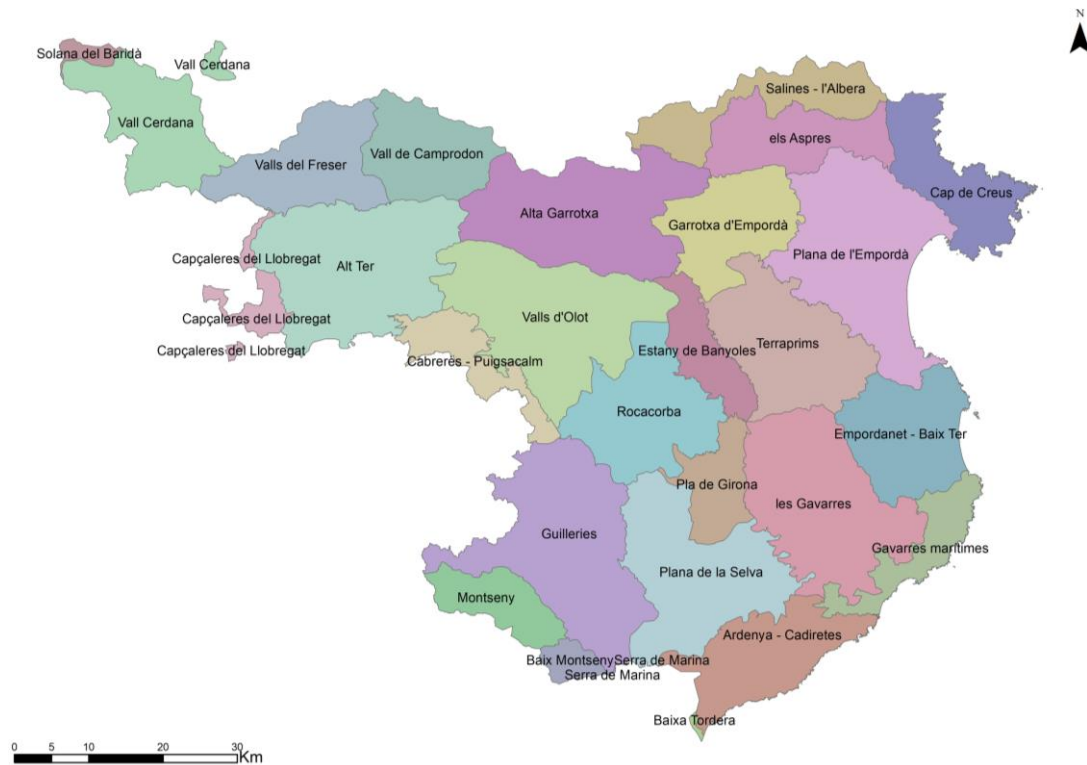 N
Solana del Baridà
Vall Cerdana
Vall Cerdana
Salines - l'Albera
els Aspres
Valls del Freser
Vall de Camprodon
Cap de Creus
Alta Garrotxa
Garrotxa d'Empordà
Plana de l'Empordà
Capçaleres del Llobregat
Alt Ter
Capçaleres del Llobregat
Valls d'Olot
Terraprims
Capçaleres del Llobregat
Estany de Banyoles
Cabrerès - Puigsacalm
Rocacorba
Empordanet - Baix Ter
Pla de Girona
les Gavarres
Guilleries
Gavarres marítimes
Plana de la Selva
Montseny
Ardenya - Cadiretes
Baix Montseny
Serra de Marina
Serra de Marina
Baixa Tordera
0 5 10 20 30
Km